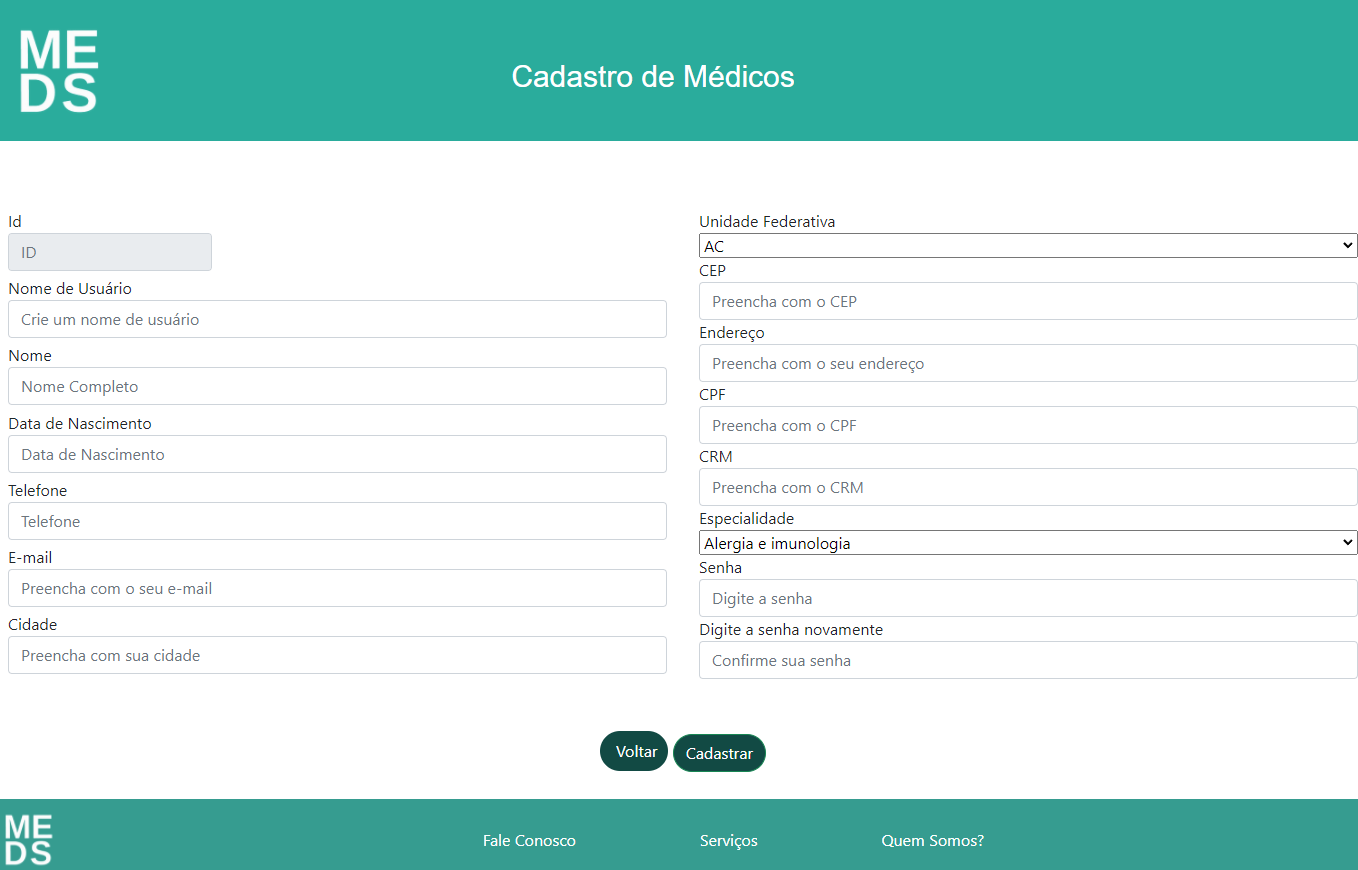 ME
DS
Cadastro de Médicos
Id
ID
Nome de Usuário
Crie um nome de usuário
Nome
Nome Completo
Data de Nascimento
Data de Nascimento
Telefone
Telefone
E-mail
Preencha com o seu e-mail
Cidade
Preencha com sua cidade
Unidade Federativa
AC
CEP
Preencha com o CEP
Endereço
Preencha com o seu endereço
CPF
Preencha com o CPF
CRM
Preencha com o CRM
Especialidade
Alergia e imunologia
Senha
Digite a senha
Digite a senha novamente
Confirme sua senha
Voltar Cadastrar
ME
DS
Fale Conosco Serviços Quem Somos?